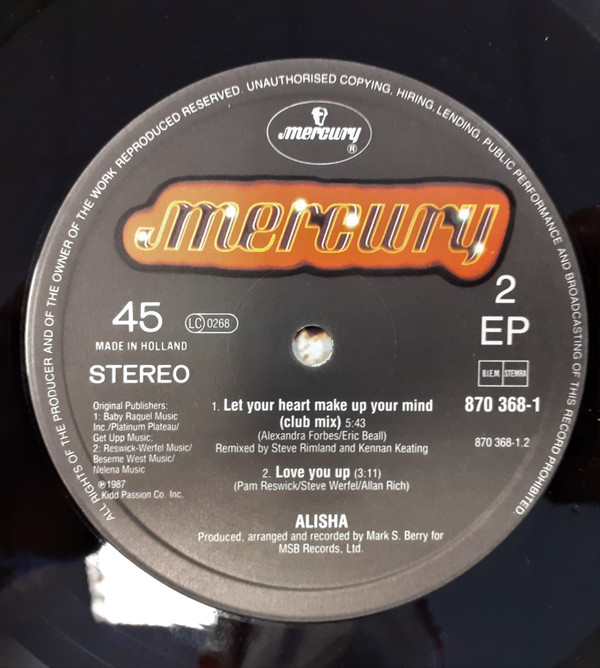 ALL RIGHTS OF THE PRODUCER AND OF THE OWNER OF THE WORK REPRODUCED RESERVED. UNAUTHORISED COPYING, HIRING, LENDING, PUBLIC PERFORMANCE AND BROADCASTING OF THIS RECORD PROHIBITED
mercury
®
mercury
45
LC 0268
MADE IN HOLLAND
STEREO
2
EP
B.I.E.M. STEMRA
870 368-1
870 368-1.2
Original Publishers:
1: Baby Raquel Music
Inc./Platinum Plateau/
Get Upp Music;
2: Reswick-Werfel Music/
Beseme West Music/
Nelena Music
℗ 1987
Kidd Passion Co. Inc.
1. Let your heart make up your mind
(club mix) 5:43
(Alexandra Forbes/Eric Beall)
Remixed by Steve Rimland and Kennan Keating
2. Love you up (3:11)
(Pam Reswick/Steve Werfel/Allan Rich)
ALISHA
Produced, arranged and recorded by Mark S. Berry for
MSB Records, Ltd.